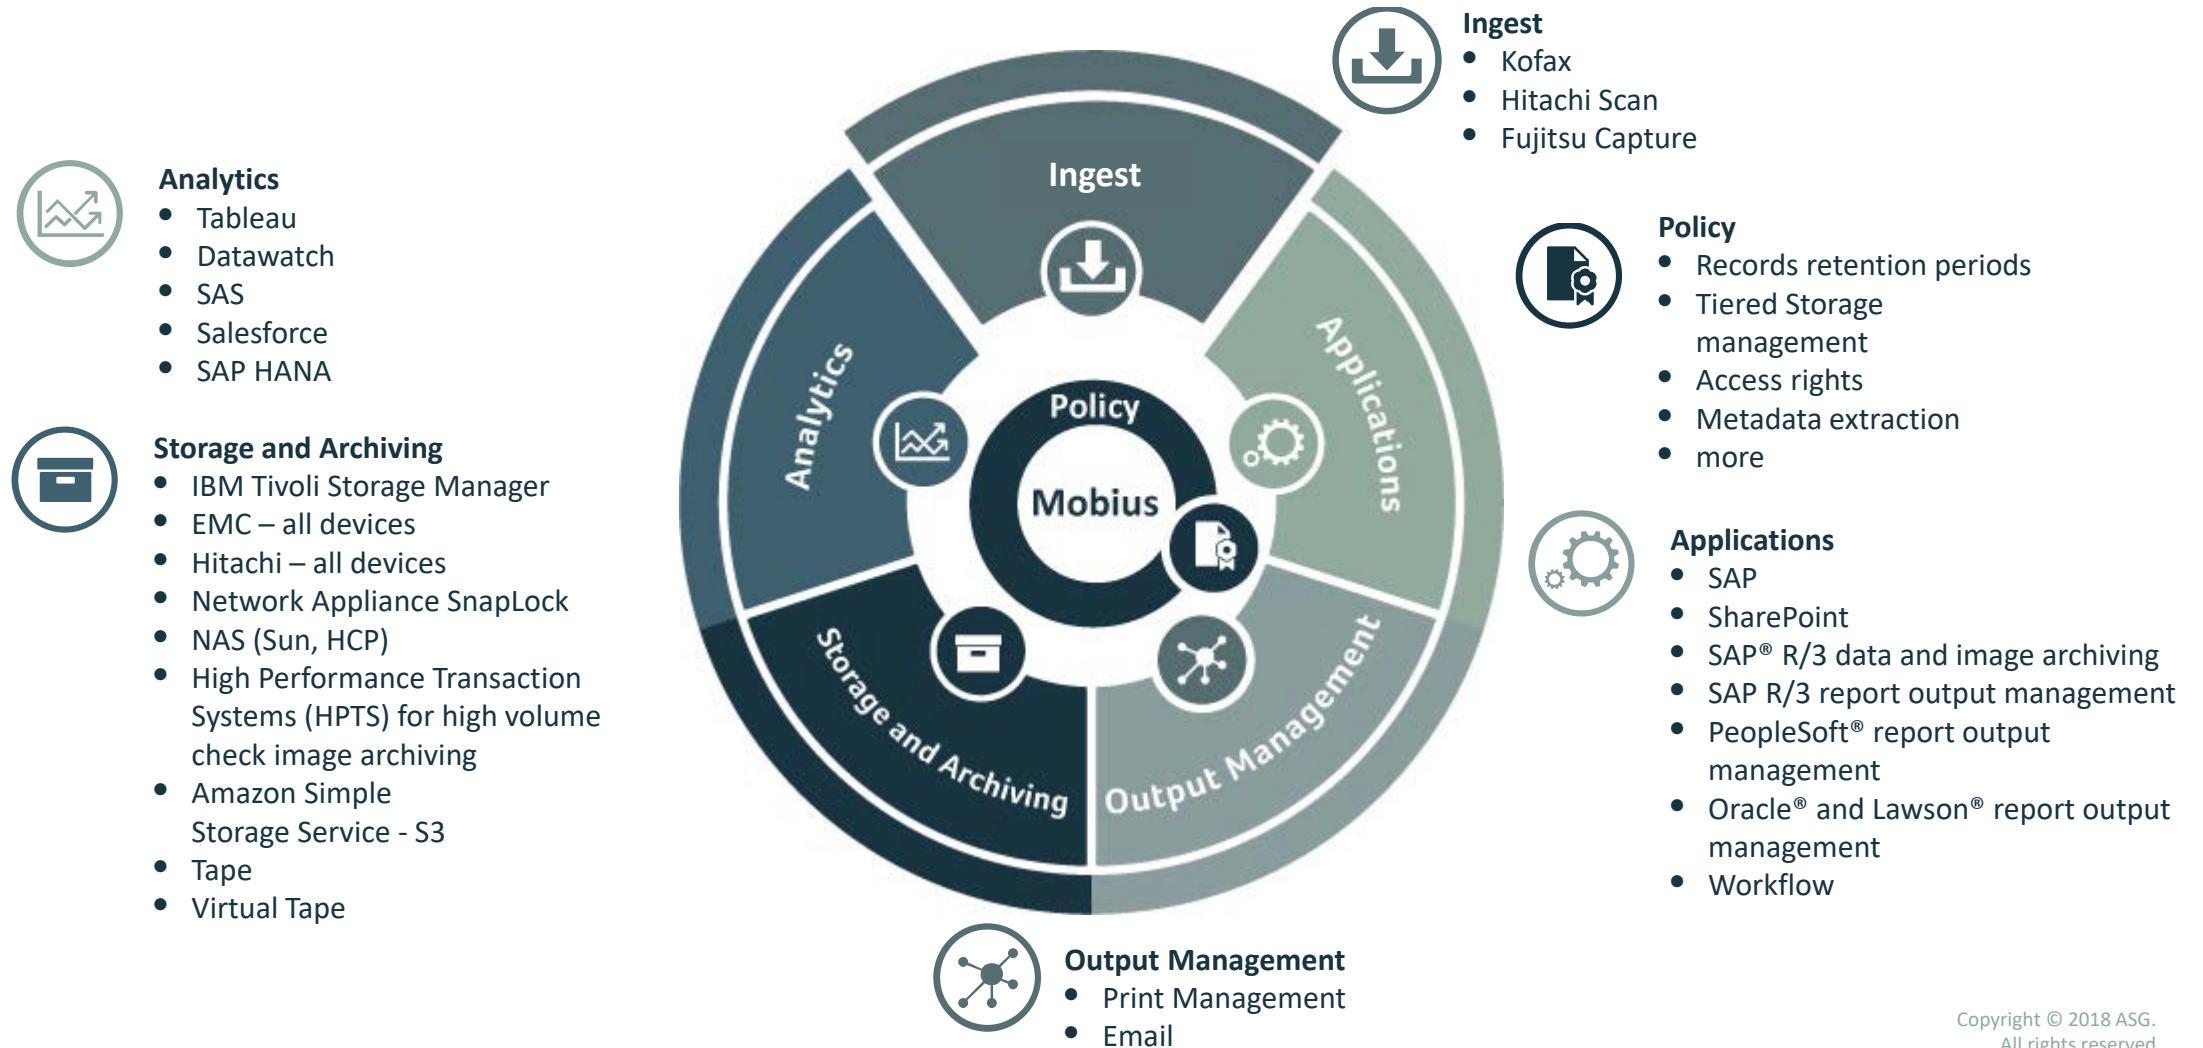 Ingest
• Kofax
• Hitachi Scan
• Fujitsu Capture
Analytics
• Tableau
• Datawatch
• SAS
• Salesforce
• SAP HANA
Storage and Archiving
• IBM Tivoli Storage Manager
• EMC – all devices
• Hitachi – all devices
• Network Appliance SnapLock
• NAS (Sun, HCP)
• High Performance Transaction
Systems (HPTS) for high volume
check image archiving
• Amazon Simple
Storage Service - S3
• Tape
• Virtual Tape
Ingest
Analytics
Applications
Policy
Mobius
Storage and Archiving
Output Management
Policy
• Records retention periods
• Tiered Storage
management
• Access rights
• Metadata extraction
• more
Applications
• SAP
• SharePoint
• SAP® R/3 data and image archiving
• SAP R/3 report output management
• PeopleSoft® report output
management
• Oracle® and Lawson® report output
management
• Workflow
Output Management
• Print Management
• Email
Copyright © 2018 ASG.
All rights reserved